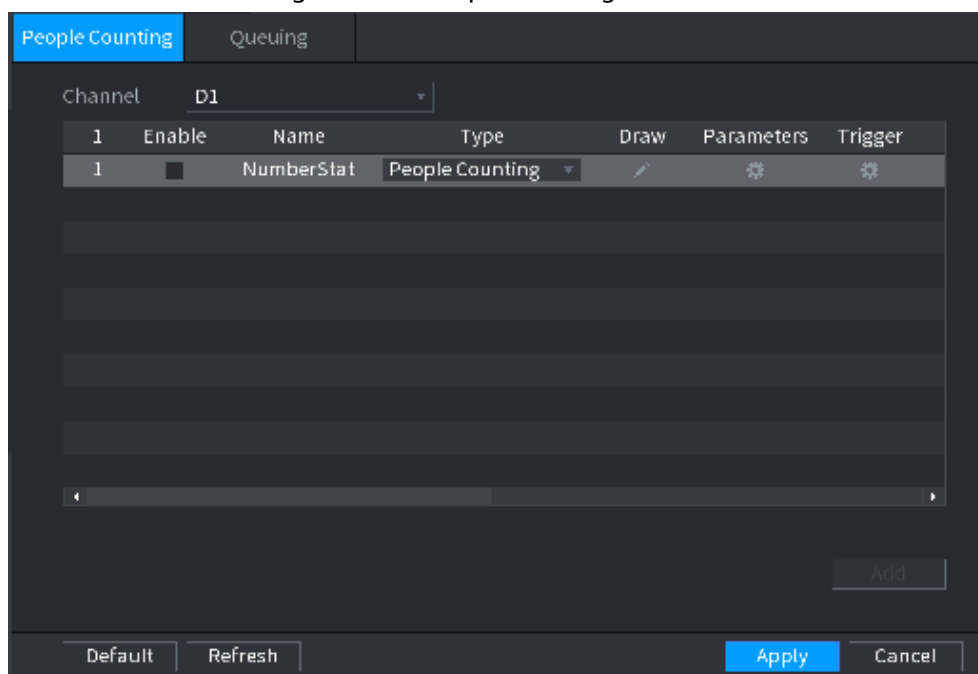 People Counting Queuing
Channel D1
1 Enable Name Type Draw Parameters Trigger
1 NumberStat People Counting
Add
Default Refresh Apply Cancel